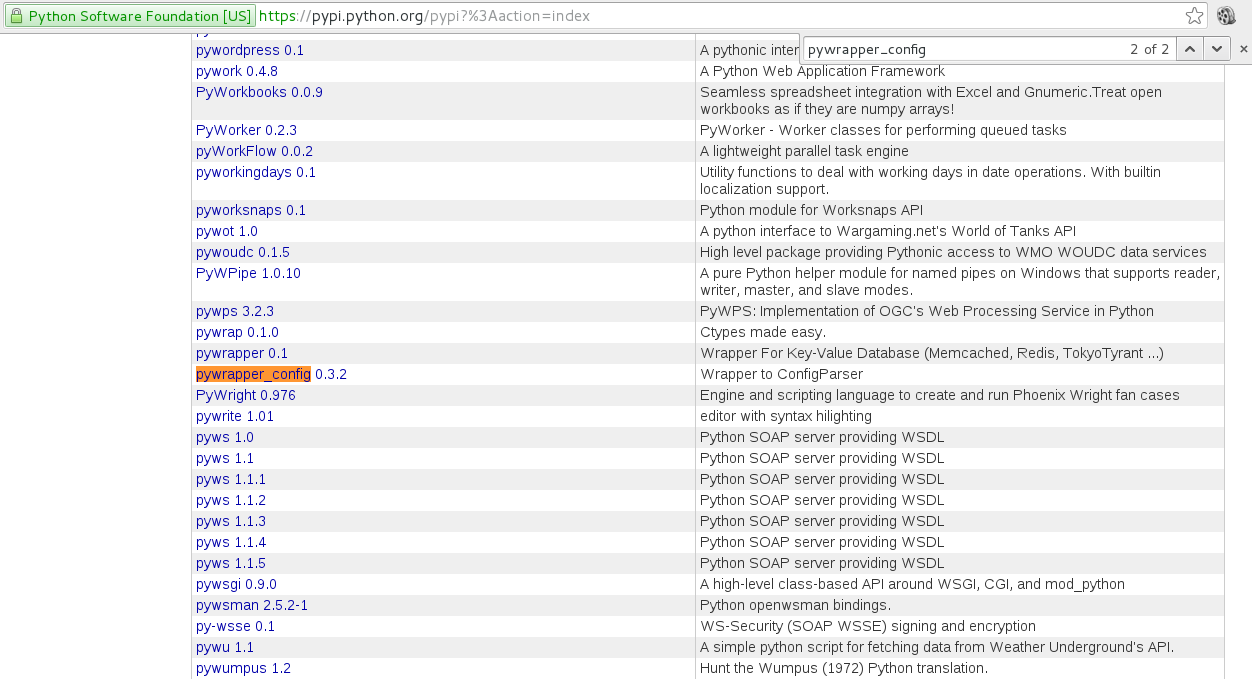 Python Software Foundation [US] https://pypi.python.org/pypi?%3Aaction=index
pywrapper_config 2 of 2
pywordpress 0.1 A pythonic inter
pywork 0.4.8 A Python Web Application Framework
PyWorkbooks 0.0.9 Seamless spreadsheet integration with Excel and Gnumeric.Treat open
workbooks as if they are numpy arrays!
PyWorker 0.2.3 PyWorker - Worker classes for performing queued tasks
pyWorkFlow 0.0.2 A lightweight parallel task engine
pyworkingdays 0.1 Utility functions to deal with working days in date operations. With builtin
localization support.
pyworksnaps 0.1 Python module for Worksnaps API
pywot 1.0 A python interface to Wargaming.net's World of Tanks API
pywoudc 0.1.5 High level package providing Pythonic access to WMO WOUDC data services
PyWPipe 1.0.10 A pure Python helper module for named pipes on Windows that supports reader,
writer, master, and slave modes.
pywps 3.2.3 PyWPS: Implementation of OGC's Web Processing Service in Python
pywrap 0.1.0 Ctypes made easy.
pywrapper 0.1 Wrapper For Key-Value Database (Memcached, Redis, TokyoTyrant ...)
pywrapper_config 0.3.2 Wrapper to ConfigParser
PyWright 0.976 Engine and scripting language to create and run Phoenix Wright fan cases
pywrite 1.01 editor with syntax hilighting
pyws 1.0 Python SOAP server providing WSDL
pyws 1.1 Python SOAP server providing WSDL
pyws 1.1.1 Python SOAP server providing WSDL
pyws 1.1.2 Python SOAP server providing WSDL
pyws 1.1.3 Python SOAP server providing WSDL
pyws 1.1.4 Python SOAP server providing WSDL
pyws 1.1.5 Python SOAP server providing WSDL
pywsgi 0.9.0 A high-level class-based API around WSGI, CGI, and mod_python
pywsman 2.5.2-1 Python openwsman bindings.
py-wsse 0.1 WS-Security (SOAP WSSE) signing and encryption
pywu 1.1 A simple python script for fetching data from Weather Underground's API.
pywumpus 1.2 Hunt the Wumpus (1972) Python translation.